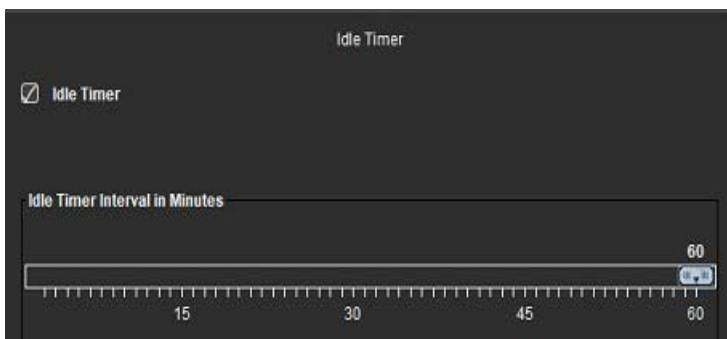 Idle Timer
Idle Timer
Idle Timer Interval in Minutes
60
15 30 45 60